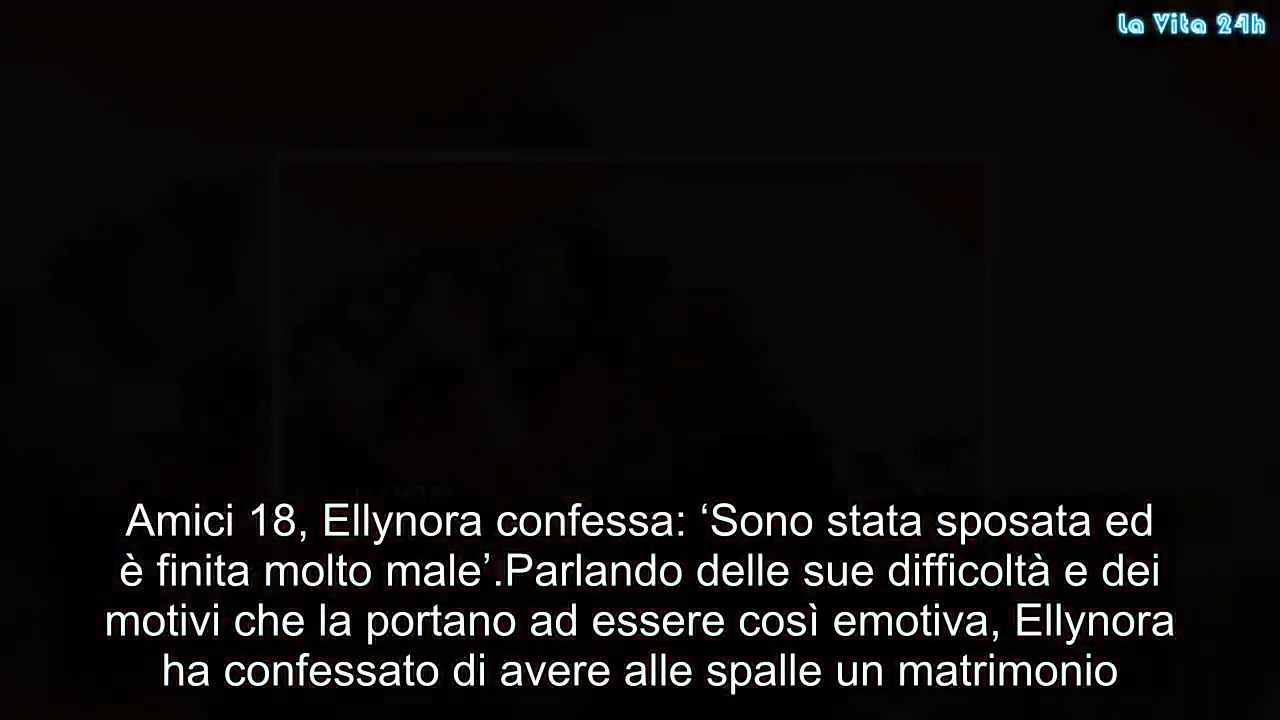 la Vita 24h
Amici 18, Ellynora confessa: ‘Sono stata sposata ed
è finita molto male’.Parlando delle sue difficoltà e dei
motivi che la portano ad essere così emotiva, Ellynora
ha confessato di avere alle spalle un matrimonio